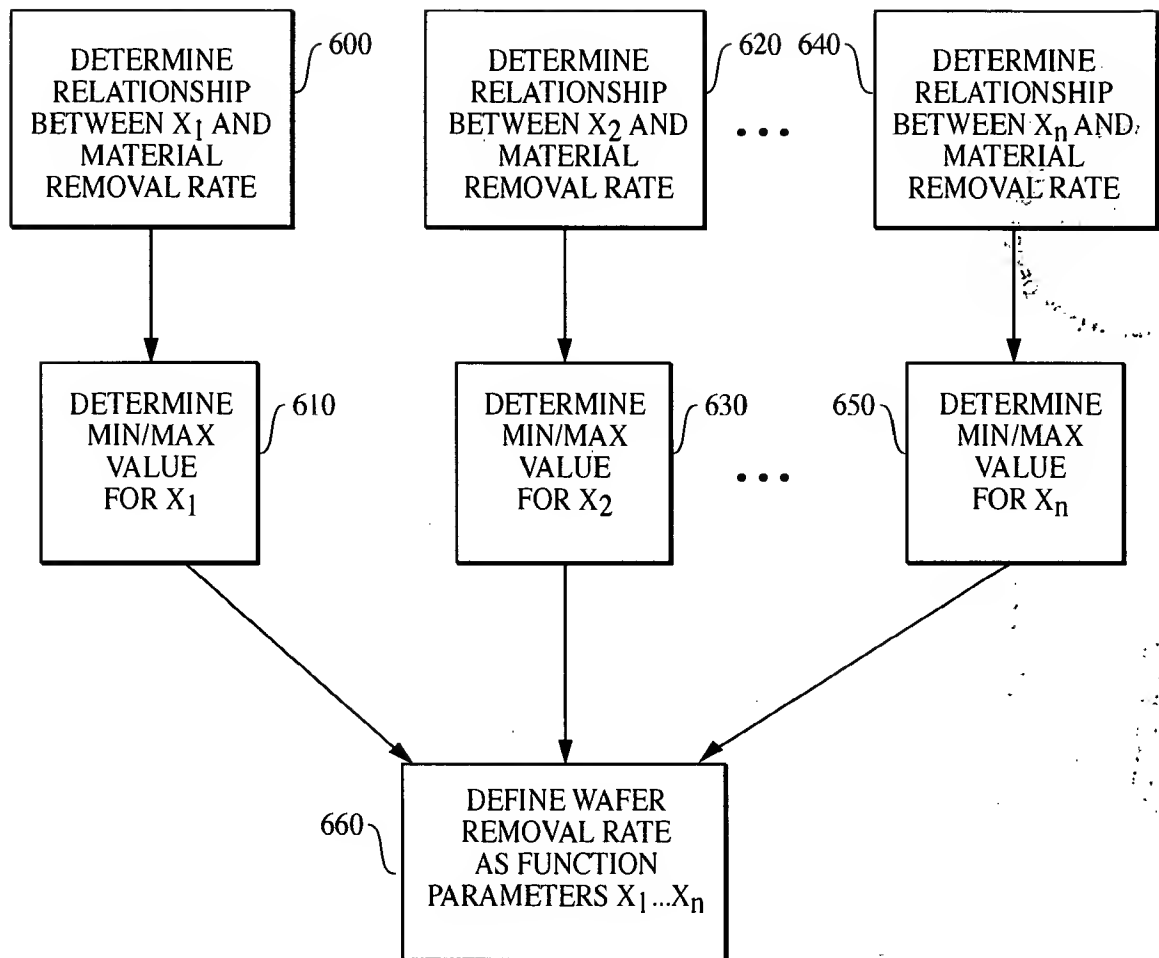 DETERMINE
RELATIONSHIP
BETWEEN X1 AND
MATERIAL
REMOVAL RATE
600
DETERMINE
RELATIONSHIP
BETWEEN X2 AND
MATERIAL
REMOVAL RATE
620
•••
640
DETERMINE
RELATIONSHIP
BETWEEN Xn AND
MATERIAL
REMOVAL RATE
DETERMINE
MIN/MAX
VALUE
FOR X1
610
DETERMINE
MIN/MAX
VALUE
FOR X2
630
•••
650
DETERMINE
MIN/MAX
VALUE
FOR Xn
660
DEFINE WAFER
REMOVAL RATE
AS FUNCTION
PARAMETERS X1...Xn